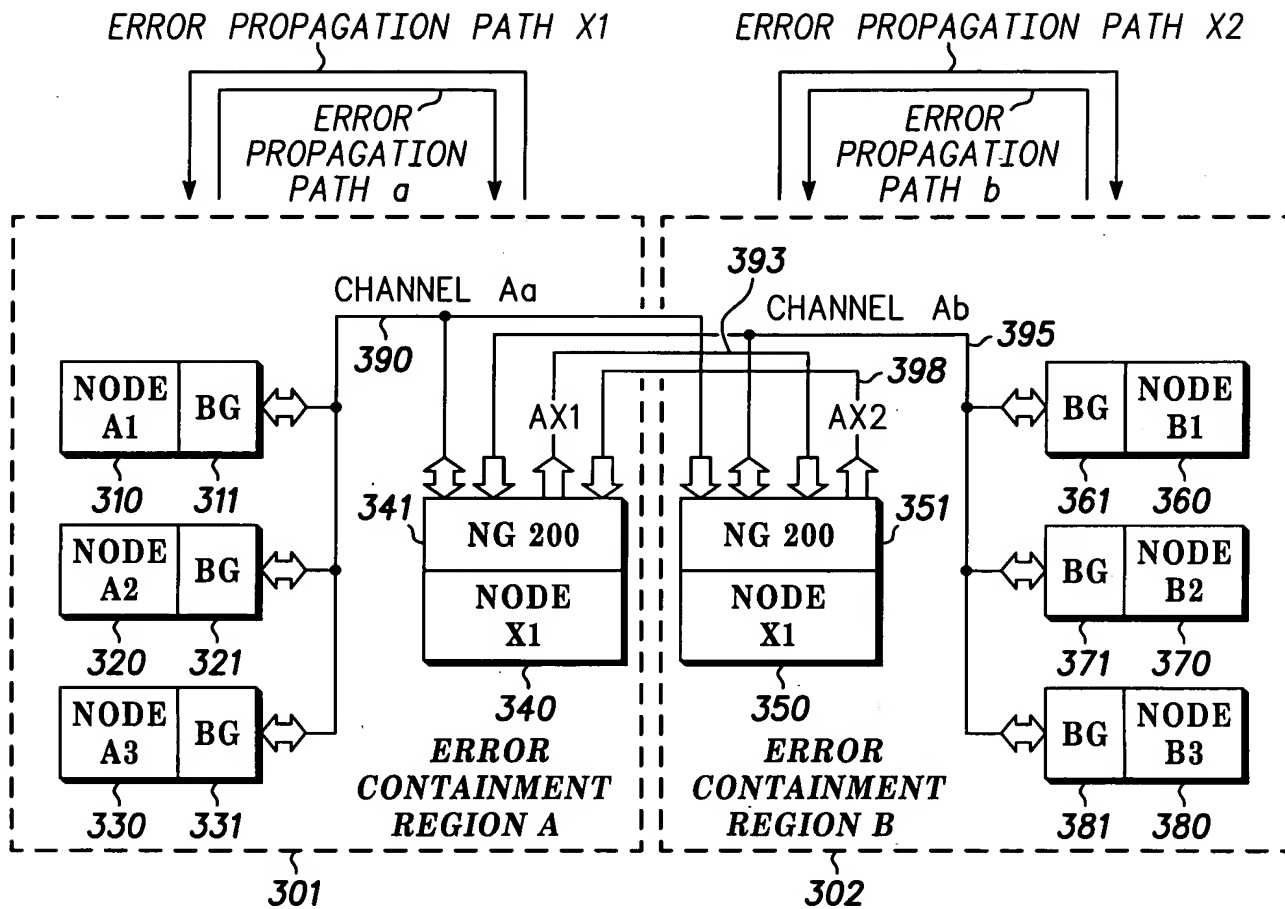 ERROR PROPAGATION PATH X1
ERROR PROPAGATION PATH X2
ERROR
PROPAGATION
PATH a
ERROR
PROPAGATION
PATH b
CHANNEL Aa
393
CHANNEL Ab
390
395
398
NODE
A1
BG
AX1
AX2
BG
NODE
B1
310
311
341
351
361
360
NG 200
NG 200
NODE
A2
BG
NODE
X1
NODE
X1
BG
NODE
B2
320
321
340
350
371
370
NODE
A3
BG
ERROR
CONTAINMENT
REGION A
ERROR
CONTAINMENT
REGION B
BG
NODE
B3
330
331
381
380
301
302